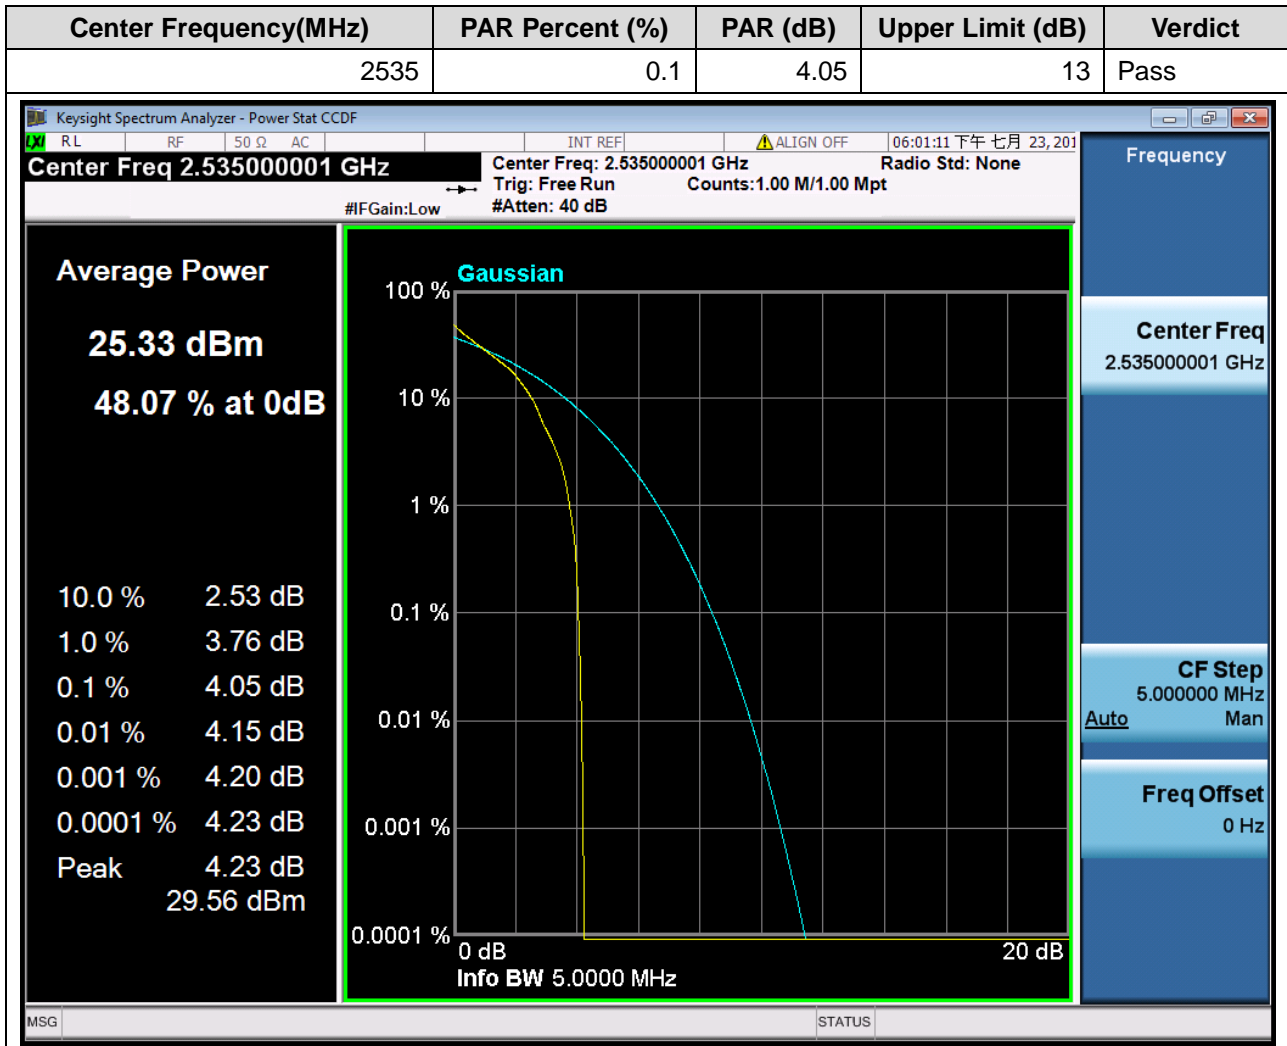 Center Frequency(MHz) PAR Percent (%) PAR (dB) Upper Limit (dB) Verdict
2535 0.1 4.05 13 Pass
Keysight Spectrum Analyzer - Power Stat CCDF
LXI RL RF 50 Ω AC INT REF ALIGN OFF 06:01:11 下午 七月 23, 201
Center Freq 2.535000001 GHz
Center Freq: 2.535000001 GHz Radio Std: None
Trig: Free Run Counts:1.00 M/1.00 Mpt
#IFGain:Low #Atten: 40 dB
Average Power
25.33 dBm
48.07 % at 0dB
10.0 % 2.53 dB
1.0 % 3.76 dB
0.1 % 4.05 dB
0.01 % 4.15 dB
0.001 % 4.20 dB
0.0001 % 4.23 dB
Peak 4.23 dB
29.56 dBm
Gaussian
100 %
10 %
1 %
0.1 %
0.01 %
0.001 %
0.0001 %
0 dB 20 dB
Info BW 5.0000 MHz
Frequency
Center Freq
2.535000001 GHz
CF Step
5.000000 MHz
Auto Man
Freq Offset
0 Hz
MSG STATUS